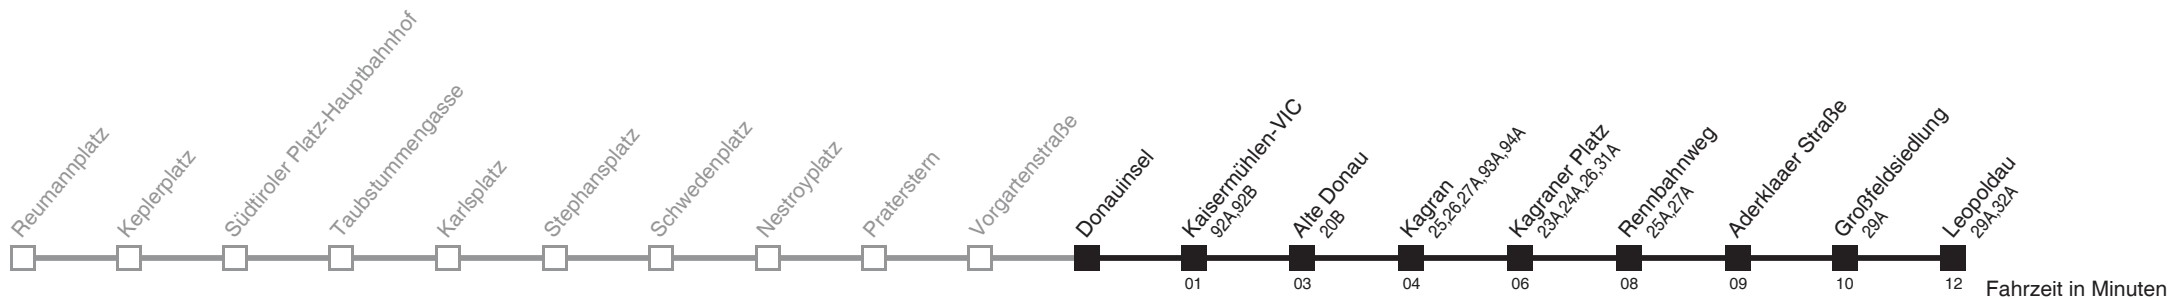 Reumannplatz
Keplerplatz
Südtiroler Platz-Hauptbahnhof
Taubstummengasse
Karlsplatz
Stephansplatz
Schwedenplatz
Nestroyplatz
Praterstern
Vorgartenstraße
Donauinsel
Kaisermühlen-VIC
92A,92B
Alte Donau
20B
Kagran
25,26,27A,93A,94A
Kagraner Platz
23A,24A,26,31A
Rennbahnweg
25A,27A
Aderklaaer Straße
Großfeldsiedlung
29A
Leopoldau
29A,32A
01
03
04
06
08
09
10
12
Fahrzeit in Minuten